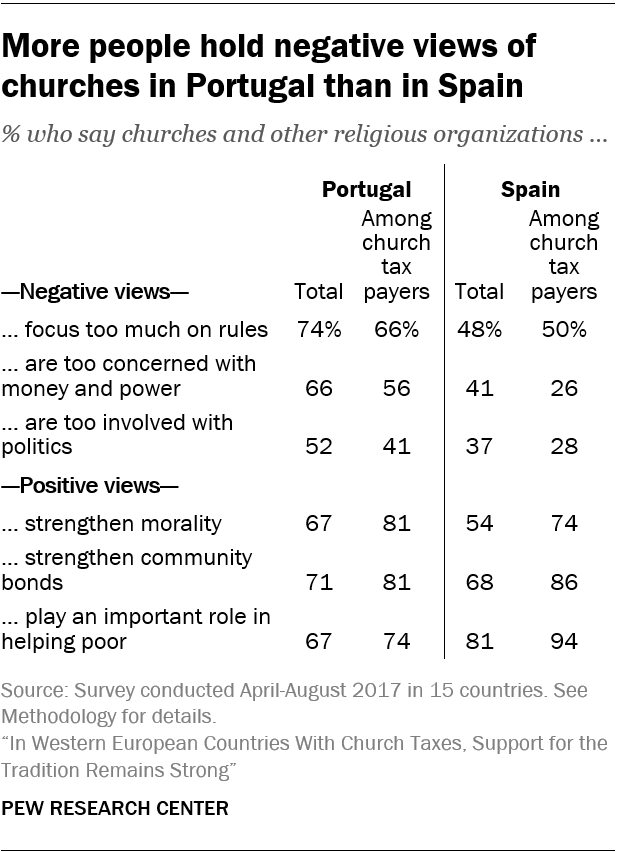 More people hold negative views of
churches in Portugal than in Spain
% who say churches and other religious organizations ...
Portugal Spain
Among Among
church church
tax tax
—Negative views— Total payers Total payers
... focus too much on rules 74% 66% 48% 50%
... are too concerned with
money and power 66 56 41 26
... are too involved with
politics 52 41 37 28
—Positive views—
... strengthen morality 67 81 54 74
... strengthen community
bonds 71 81 68 86
... play an important role in
helping poor 67 74 81 94
Source: Survey conducted April-August 2017 in 15 countries. See
Methodology for details.
“In Western European Countries With Church Taxes, Support for the
Tradition Remains Strong”
PEW RESEARCH CENTER